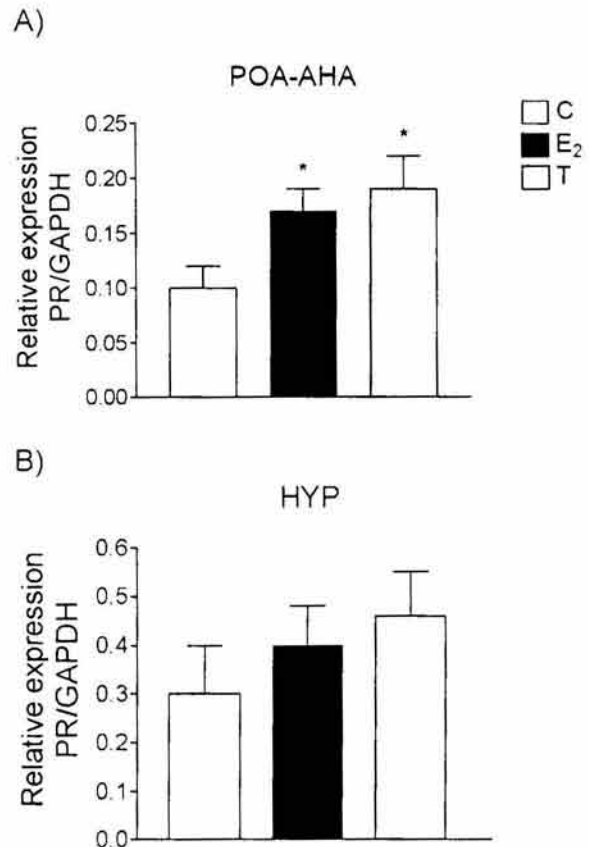 A)
POA-AHA
C
E₂
T
Relative expression
PR/GAPDH
0.25
0.20
0.15
0.10
0.05
0.00
*
*
B)
HYP
Relative expression
PR/GAPDH
0.6
0.5
0.4
0.3
0.2
0.1
0.0